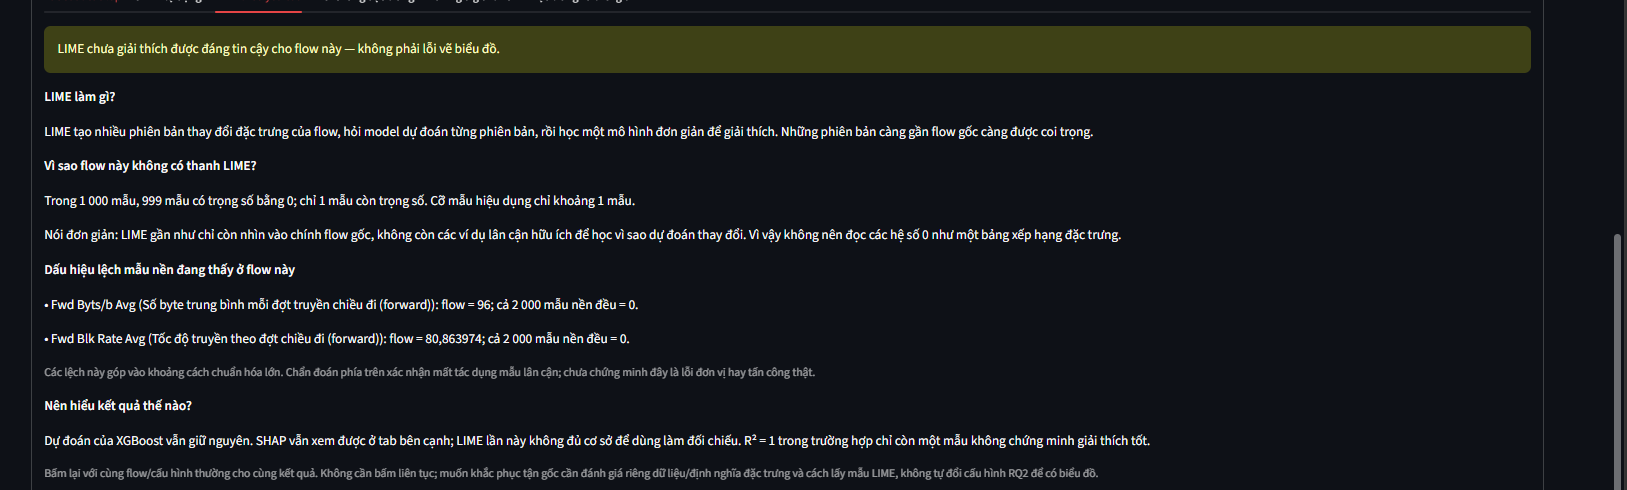 LIME chưa giải thích được đáng tin cậy cho flow này — không phải lỗi vẽ biểu đồ.
LIME làm gì?
LIME tạo nhiều phiên bản thay đổi đặc trưng của flow, hỏi model dự đoán từng phiên bản, rồi học một mô hình đơn giản để giải thích. Những phiên bản càng gần flow gốc càng được coi trọng.
Vì sao flow này không có thanh LIME?
Trong 1 000 mẫu, 999 mẫu có trọng số bằng 0; chỉ 1 mẫu còn trọng số. Cỡ mẫu hiệu dụng chỉ khoảng 1 mẫu.
Nói đơn giản: LIME gần như chỉ còn nhìn vào chính flow gốc, không còn các ví dụ lân cận hữu ích để học vì sao dự đoán thay đổi. Vì vậy không nên đọc các hệ số 0 như một bảng xếp hạng đặc trưng.
Dấu hiệu lệch mẫu nền đang thấy ở flow này
• Fwd Byts/b Avg (Số byte trung bình mỗi đợt truyền chiều đi (forward)): flow = 96; cả 2 000 mẫu nền đều = 0.
• Fwd Blk Rate Avg (Tốc độ truyền theo đợt chiều đi (forward)): flow = 80,863974; cả 2 000 mẫu nền đều = 0.
Các lệch này góp vào khoảng cách chuẩn hóa lớn. Chẩn đoán phía trên xác nhận mất tác dụng mẫu lân cận; chưa chứng minh đây là lỗi đơn vị hay tấn công thật.
Nên hiểu kết quả thế nào?
Dự đoán của XGBoost vẫn giữ nguyên. SHAP vẫn xem được ở tab bên cạnh; LIME lần này không đủ cơ sở để dùng làm đối chiếu. R² = 1 trong trường hợp chỉ còn một mẫu không chứng minh giải thích tốt.
Bấm lại với cùng flow/cấu hình thường cho cùng kết quả. Không cần bấm liên tục; muốn khắc phục tận gốc cần đánh giá riêng dữ liệu/định nghĩa đặc trưng và cách lấy mẫu LIME, không tự đổi cấu hình RQ2 để có biểu đồ.